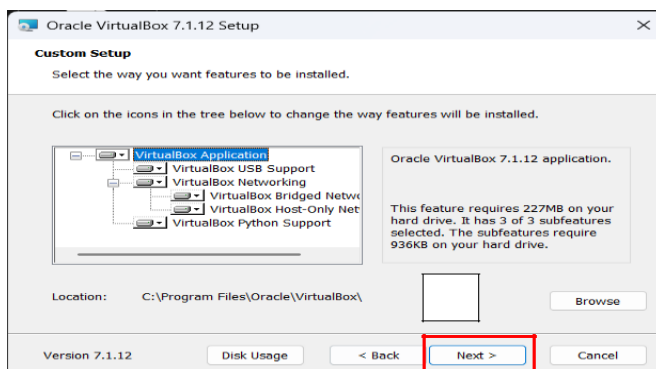 Oracle VirtualBox 7.1.12 Setup
Custom Setup
Select the way you want features to be installed.
Click on the icons in the tree below to change the way features will be installed.
VirtualBox Application
VirtualBox USB Support
VirtualBox Networking
VirtualBox Bridged Netw
VirtualBox Host-Only Net
VirtualBox Python Support
Oracle VirtualBox 7.1.12 application.
This feature requires 227MB on your
hard drive. It has 3 of 3 subfeatures
selected. The subfeatures require
936KB on your hard drive.
Location: C:\Program Files\Oracle\VirtualBox\
Browse
Version 7.1.12
Disk Usage
< Back
Next >
Cancel